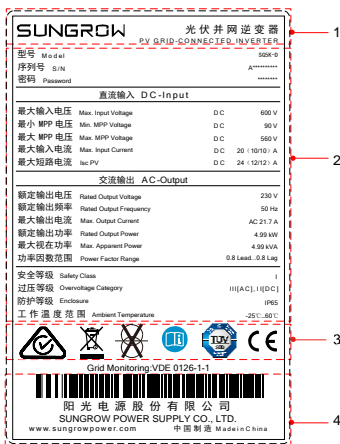 SUNGROW 光伏并网逆变器
PV GRID-CONNECTED INVERTER
1
型号 Model SG5K-D
序列号 S/N A**********
密码 Password ********
直流输入 DC-Input
最大输入电压 Max. Input Voltage DC 600 V
最小 MPP 电压 Min. MPP Voltage DC 90 V
最大 MPP 电压 Max. MPP Voltage DC 560 V
最大输入电流 Max. Input Current DC 20（10/10）A
最大短路电流 Isc PV DC 24（12/12）A
2
交流输出 AC-Output
额定输出电压 Rated Output Voltage 230 V
额定输出频率 Rated Output Frequency 50 Hz
最大输出电流 Max. Output Current AC 21.7 A
额定输出功率 Rated Output Power 4.99 kW
最大视在功率 Max. Apparent Power 4.99 kVA
功率因数范围 Power Factor Range 0.8 Lead...0.8 Lag
安全等级 Safety Class I
过压等级 Overvoltage Category III[AC],II[DC]
防护等级 Enclosure IP65
工作温度范围 Ambient Temperature -25℃..60℃
TÜV CE
3
Grid Monitoring:VDE 0126-1-1
阳光电源股份有限公司
SUNGROW POWER SUPPLY CO., LTD.
www.sungrowpower.com 中国制造 MadeinChina
4